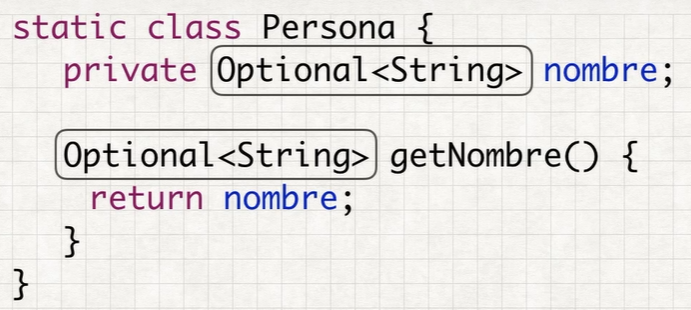 static class Persona {
private Optional<String> nombre;
Optional<String> getNombre() {
return nombre;
}
}